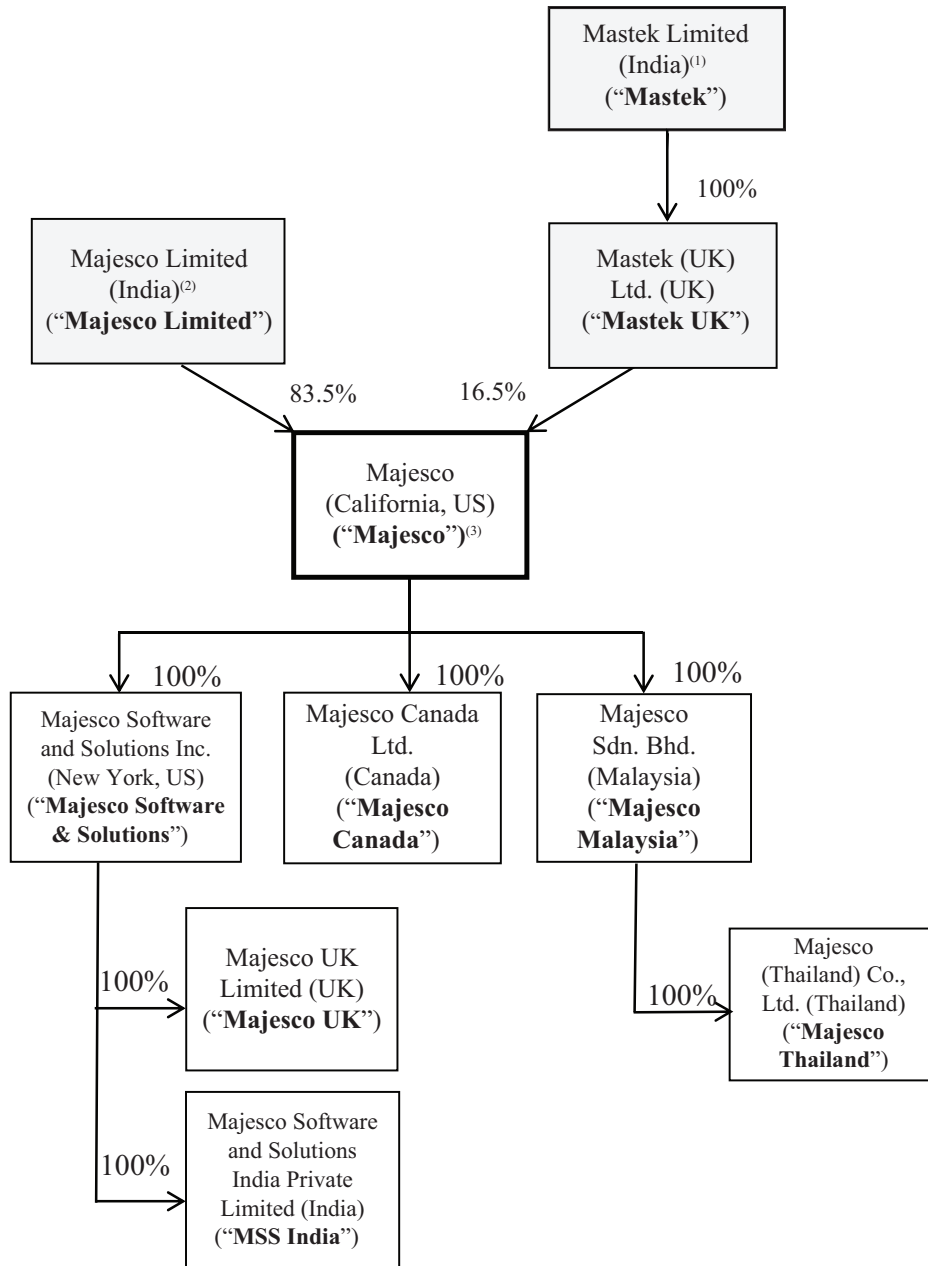 Mastek Limited
(India)(1)
(“Mastek”)
100%
Majesco Limited
(India)(2)
(“Majesco Limited”)
Mastek (UK)
Ltd. (UK)
(“Mastek UK”)
83.5%
16.5%
Majesco
(California, US)
(“Majesco”)(3)
100%
100%
100%
Majesco Software
and Solutions Inc.
(New York, US)
(“Majesco Software
& Solutions”)
Majesco Canada
Ltd.
(Canada)
(“Majesco
Canada”)
Majesco
Sdn. Bhd.
(Malaysia)
(“Majesco
Malaysia”)
100%
Majesco UK
Limited (UK)
(“Majesco UK”)
100%
Majesco
(Thailand) Co.,
Ltd. (Thailand)
(“Majesco
Thailand”)
100%
Majesco Software
and Solutions
India Private
Limited (India)
(“MSS India”)